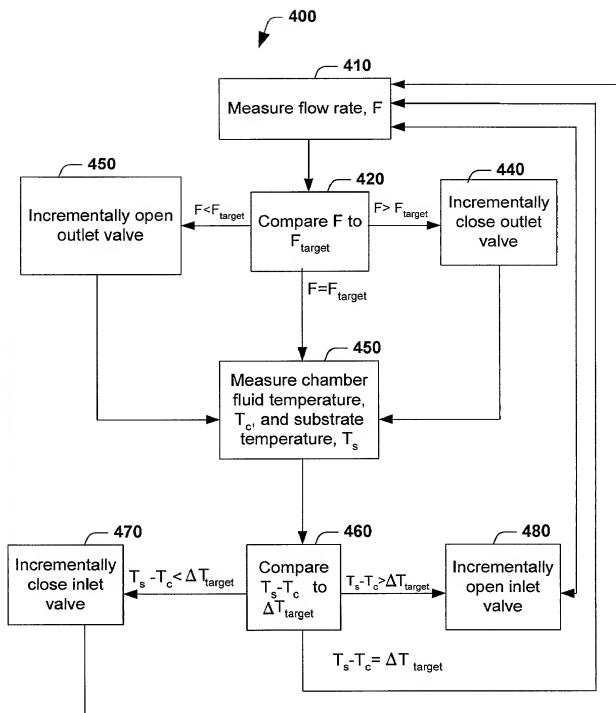 400
410
Measure flow rate, F
450
Incrementally open
outlet valve
F<F_target
420
Compare F to
F_target
F> F_target
440
Incrementally
close outlet
valve
F=F_target
450
Measure chamber
fluid temperature,
T_c, and substrate
temperature, T_s
470
Incrementally
close inlet
valve
T_s -T_c< ΔT_target
460
Compare
T_s-T_c to
ΔT_target
T_s-T_c>ΔT_target
480
Incrementally
open inlet
valve
T_s-T_c= ΔT target